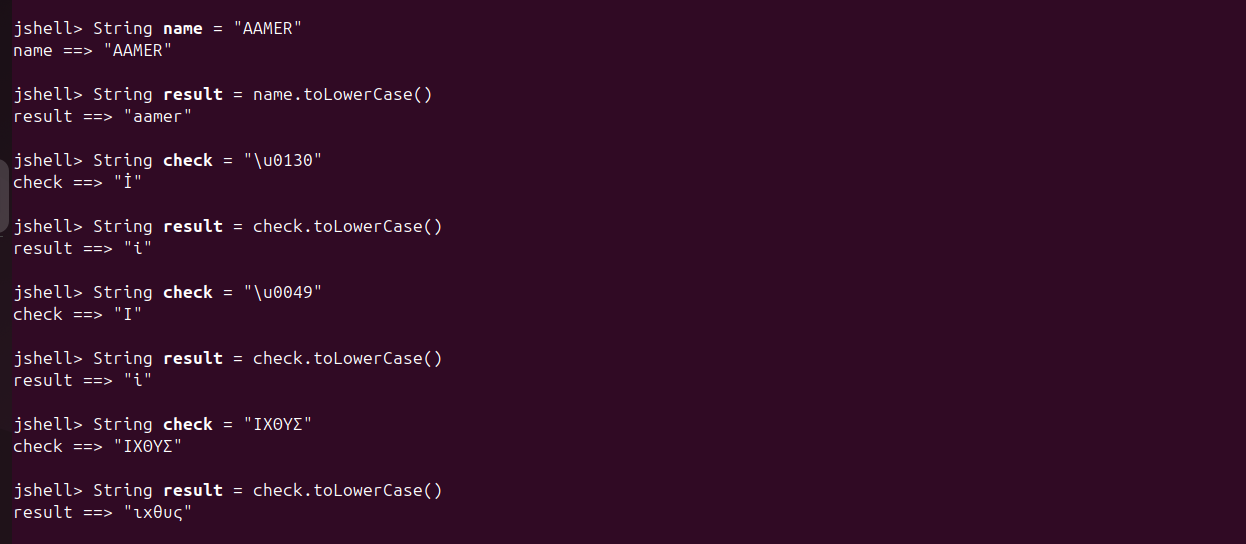 jshell> String name = "AAMER"
name ==> "AAMER"
jshell> String result = name.toLowerCase()
result ==> "aamer"
jshell> String check = "\u0130"
check ==> "İ"
jshell> String result = check.toLowerCase()
result ==> "i̇"
jshell> String check = "\u0049"
check ==> "I"
jshell> String result = check.toLowerCase()
result ==> "i"
jshell> String check = "ΙΧΘΥΣ"
check ==> "ΙΧΘΥΣ"
jshell> String result = check.toLowerCase()
result ==> "ιχθυς"